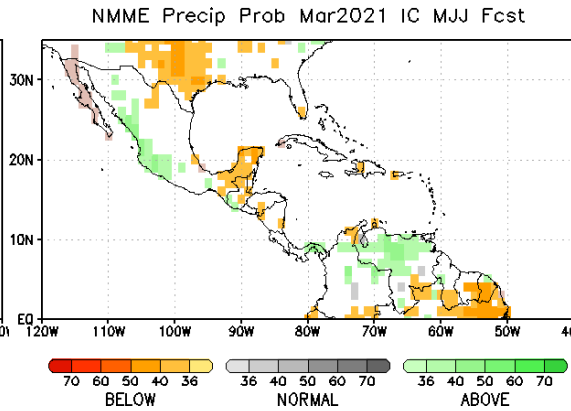 NMME Precip Prob Mar2021 IC MJJ Fcst
30N
20N
10N
EQ
120W 110W 100W 90W 80W 70W 60W 50W 40
70 60 50 40 36 36 40 50 60 70 36 40 50 60 70
BELOW NORMAL ABOVE